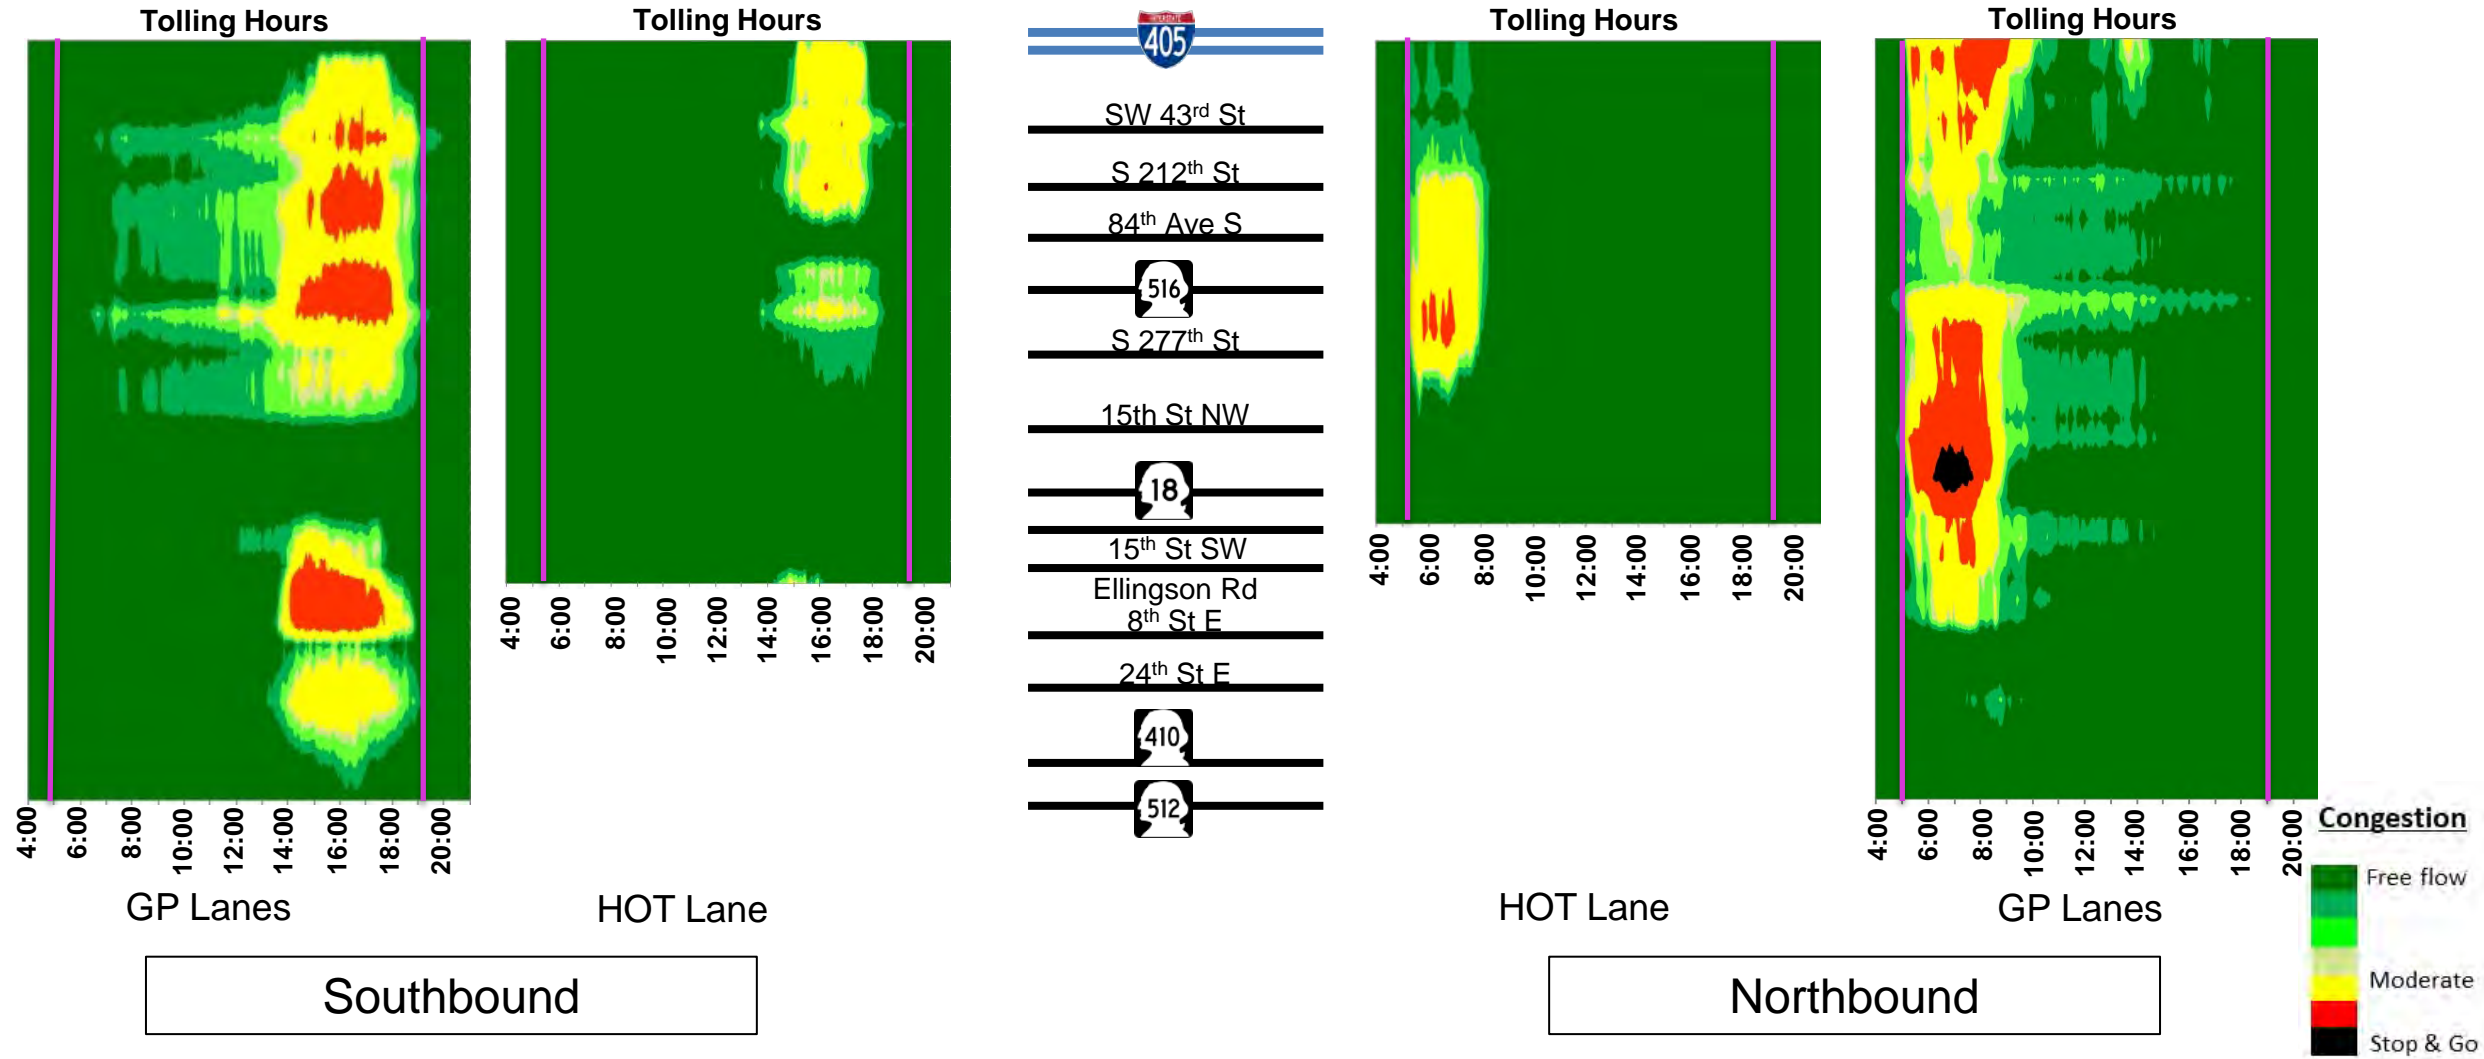 Tolling Hours
Tolling Hours
Tolling Hours
Tolling Hours
INTERSTATE
405
SW 43rd St
S 212th St
84th Ave S
516
S 277th St
15th St NW
18
15th St SW
Ellingson Rd
8th St E
24th St E
410
512
4:00 6:00 8:00 10:00 12:00 14:00 16:00 18:00 20:00
4:00 6:00 8:00 10:00 12:00 14:00 16:00 18:00 20:00
4:00 6:00 8:00 10:00 12:00 14:00 16:00 18:00 20:00
4:00 6:00 8:00 10:00 12:00 14:00 16:00 18:00 20:00
GP Lanes
HOT Lane
HOT Lane
GP Lanes
Southbound
Northbound
Congestion
Free flow
Moderate
Stop & Go